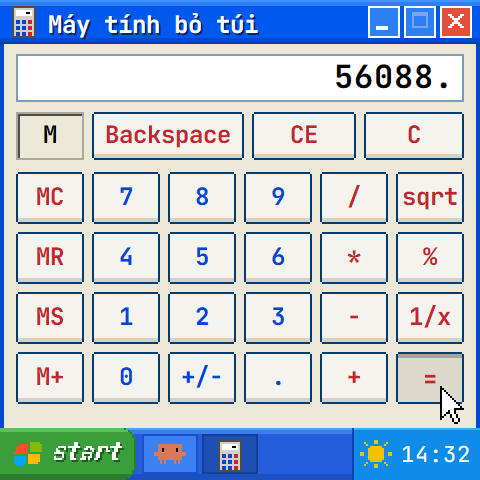 Máy tính bỏ túi
56088.
M Backspace CE C
MC 7 8 9 / sqrt
MR 4 5 6 * %
MS 1 2 3 - 1/x
M+ 0 +/- . + =
start 14:32